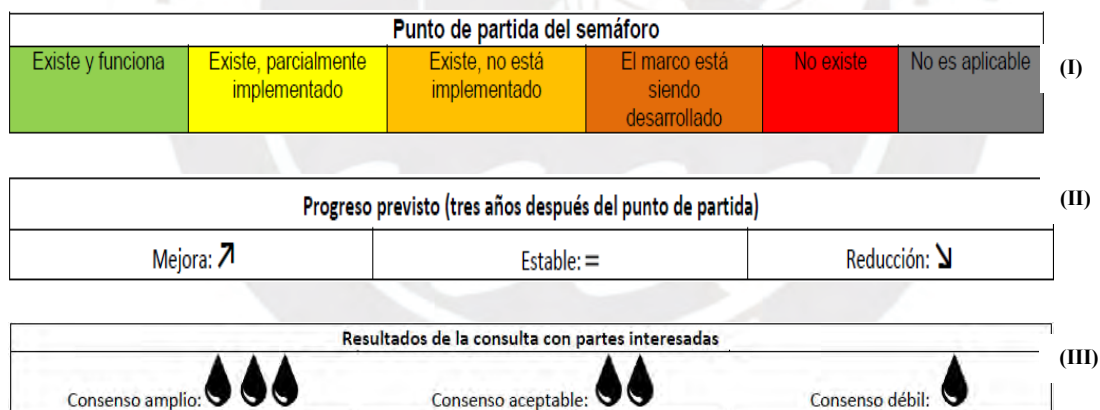 Punto de partida del semáforo
Existe y funciona Existe, parcialmente Existe, no está El marco está No existe No es aplicable (I)
implementado implementado siendo
desarrollado
Progreso previsto (tres años después del punto de partida) (II)
Mejora: ↗ Estable: = Reducción: ↘
Resultados de la consulta con partes interesadas (III)
Consenso amplio: Consenso aceptable: Consenso débil: